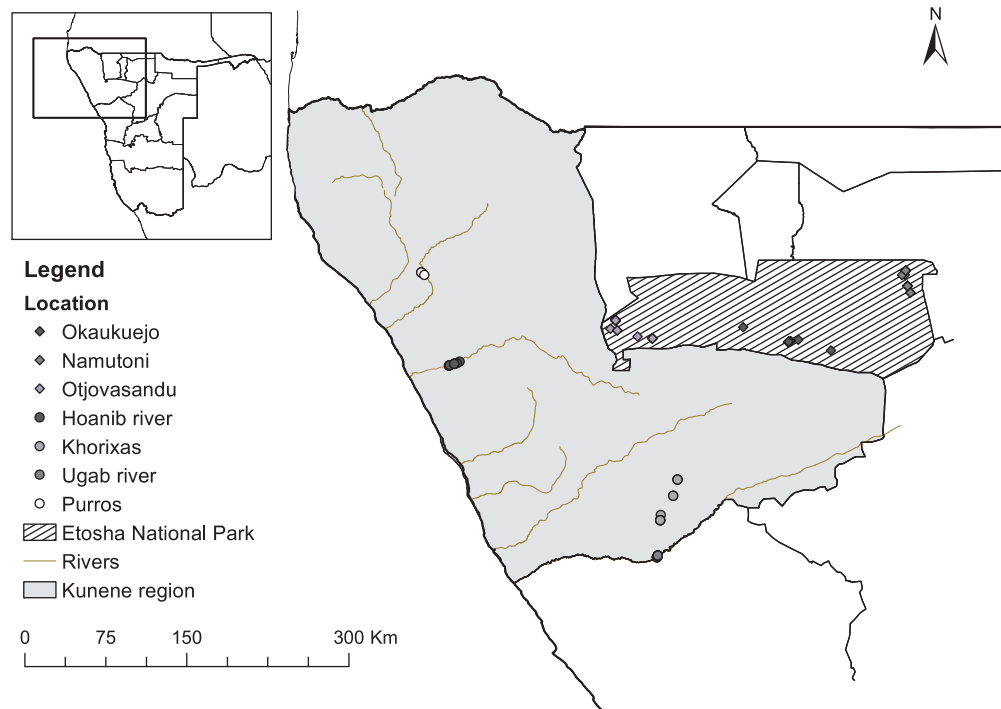 N
Legend
Location
Okaukuejo
Namutoni
Otjovasandu
Hoanib river
Khorixas
Ugab river
Purros
Etosha National Park
Rivers
Kunene region
0 75 150 300 Km